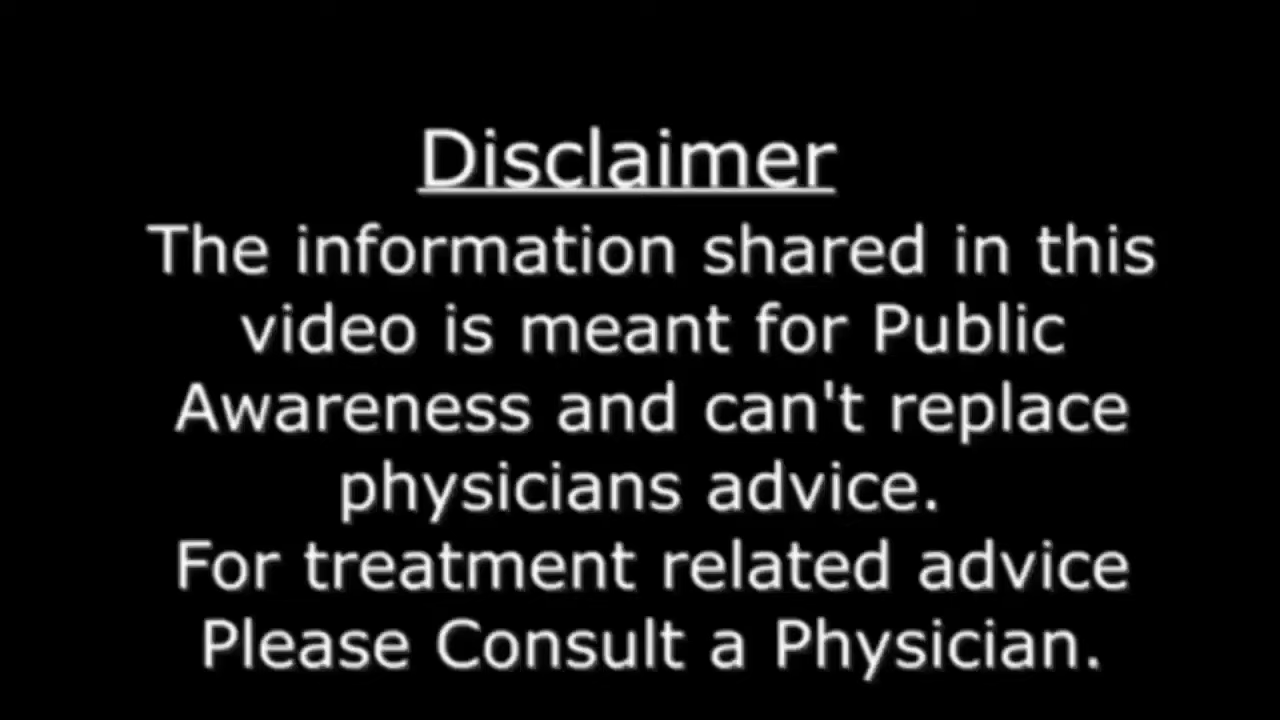 Disclaimer
The information shared in this
video is meant for Public
Awareness and can't replace
physicians advice.
For treatment related advice
Please Consult a Physician.